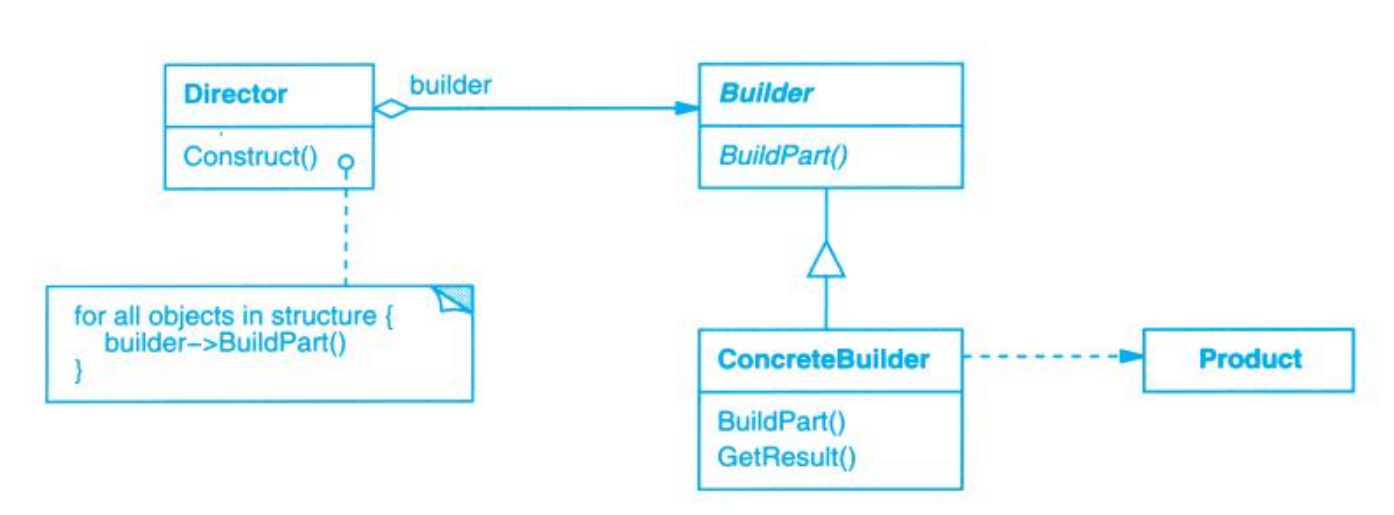 Director
Construct()
builder
Builder
BuildPart()
for all objects in structure {
builder−>BuildPart()
}
ConcreteBuilder
BuildPart()
GetResult()
Product